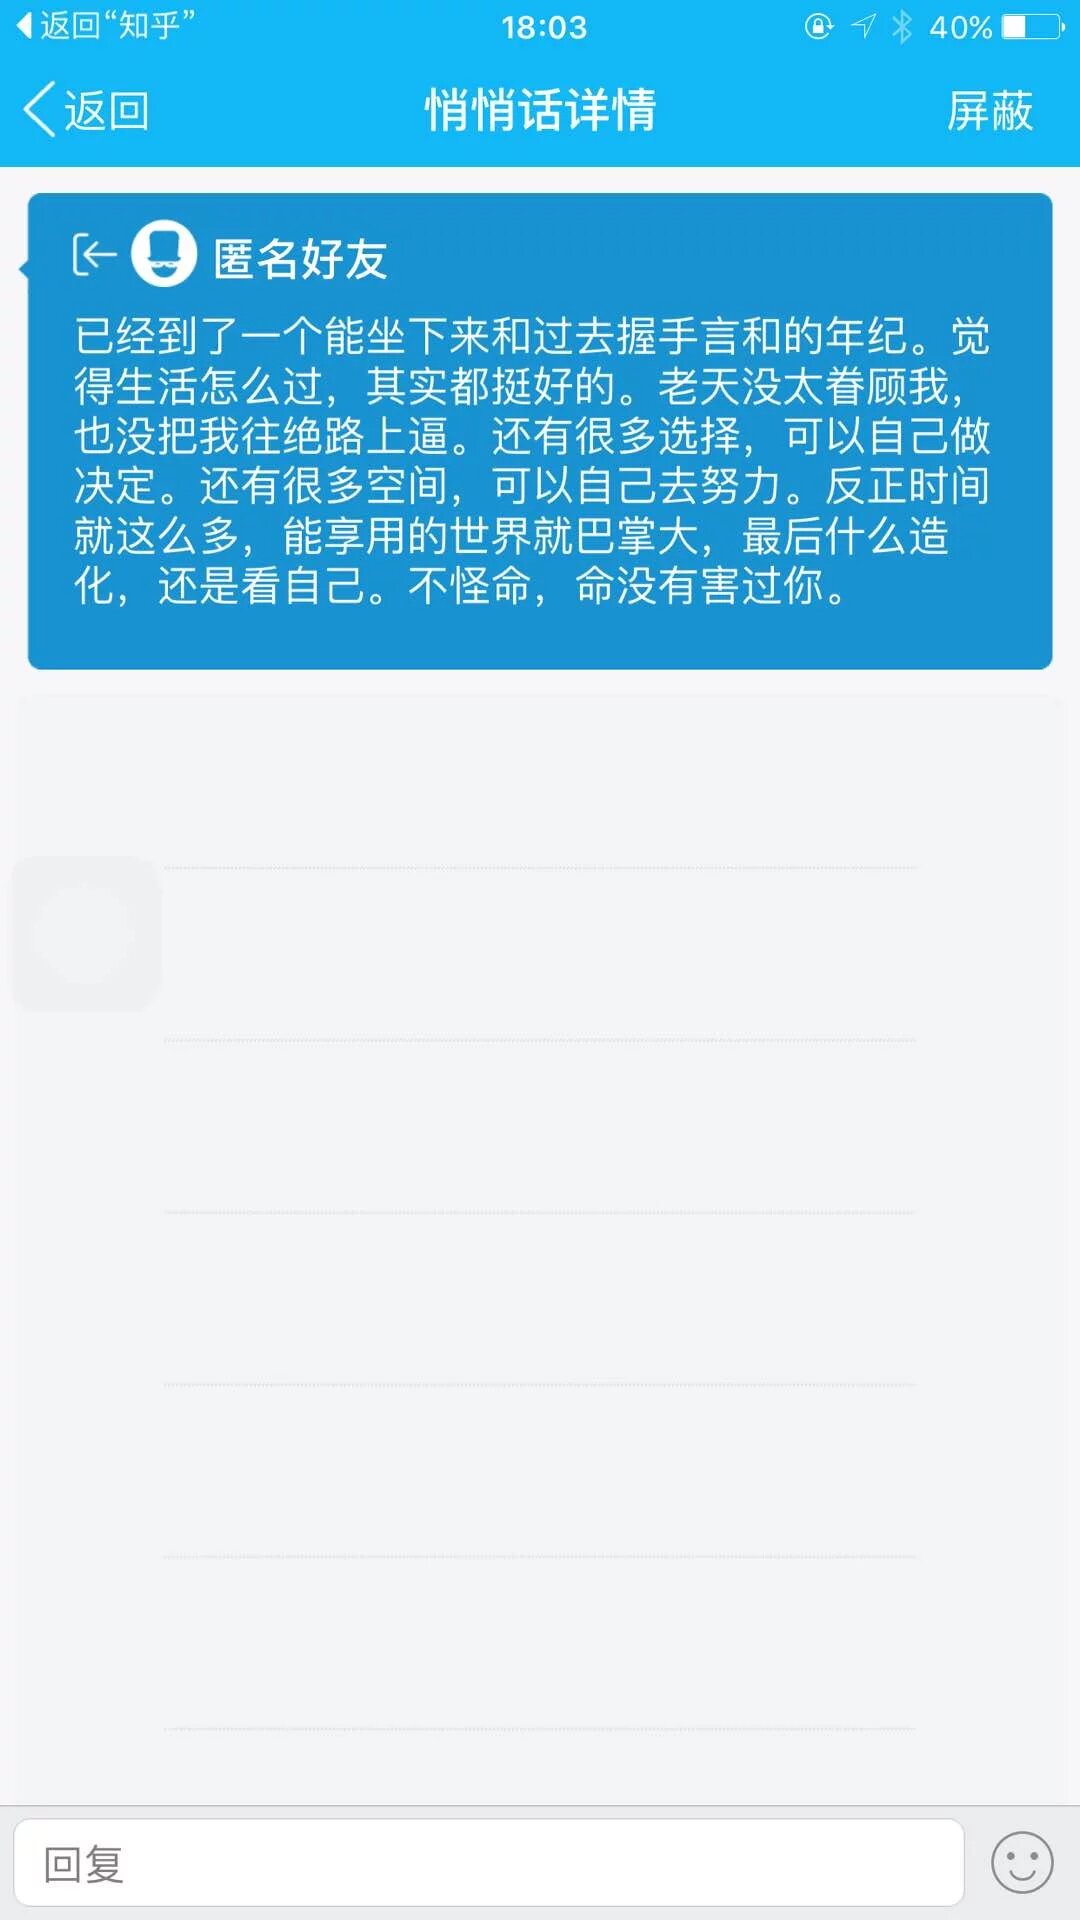 返回“知乎”
18:03
40%
返回
悄悄话详情
屏蔽
匿名好友
已经到了一个能坐下来和过去握手言和的年纪。觉
得生活怎么过，其实都挺好的。老天没太眷顾我，
也没把我往绝路上逼。还有很多选择，可以自己做
决定。还有很多空间，可以自己去努力。反正时间
就这么多，能享用的世界就巴掌大，最后什么造
化，还是看自己。不怪命，命没有害过你。
回复